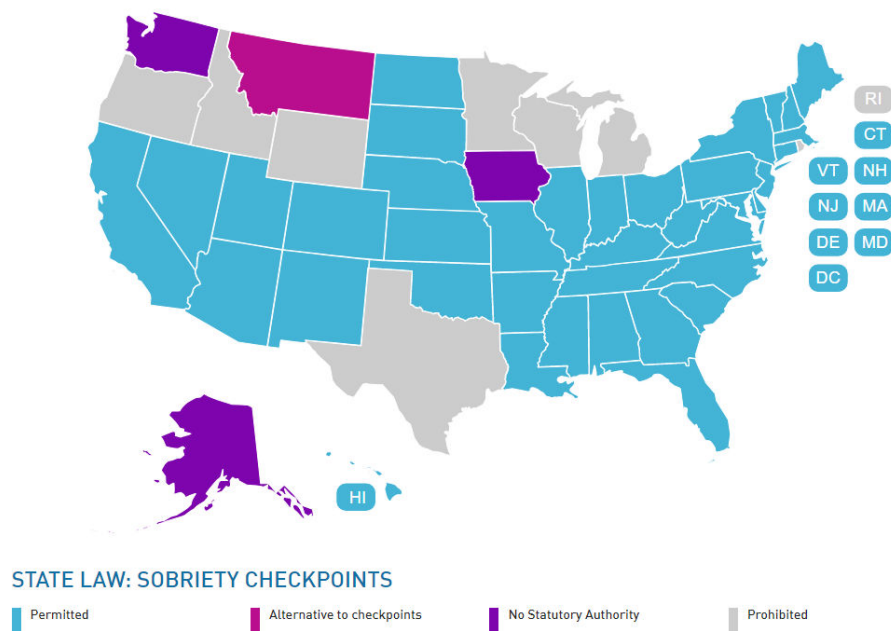 RI
CT
VT NH
NJ MA
DE MD
DC
HI
STATE LAW: SOBRIETY CHECKPOINTS
Permitted Alternative to checkpoints No Statutory Authority Prohibited